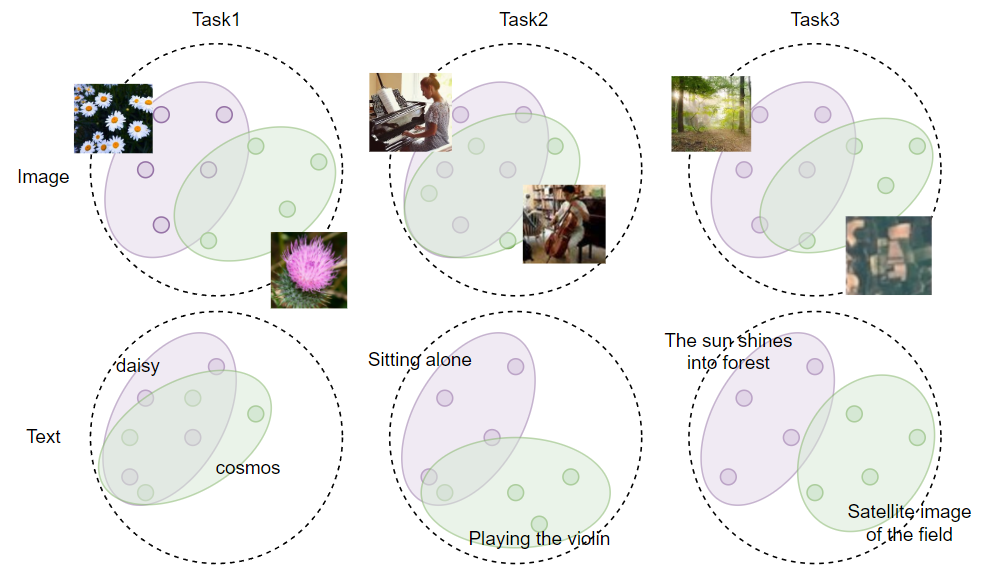 Task1
Task2
Task3
Image
Text
daisy
cosmos
Sitting alone
Playing the violin
The sun shines
into forest
Satellite image
of the field